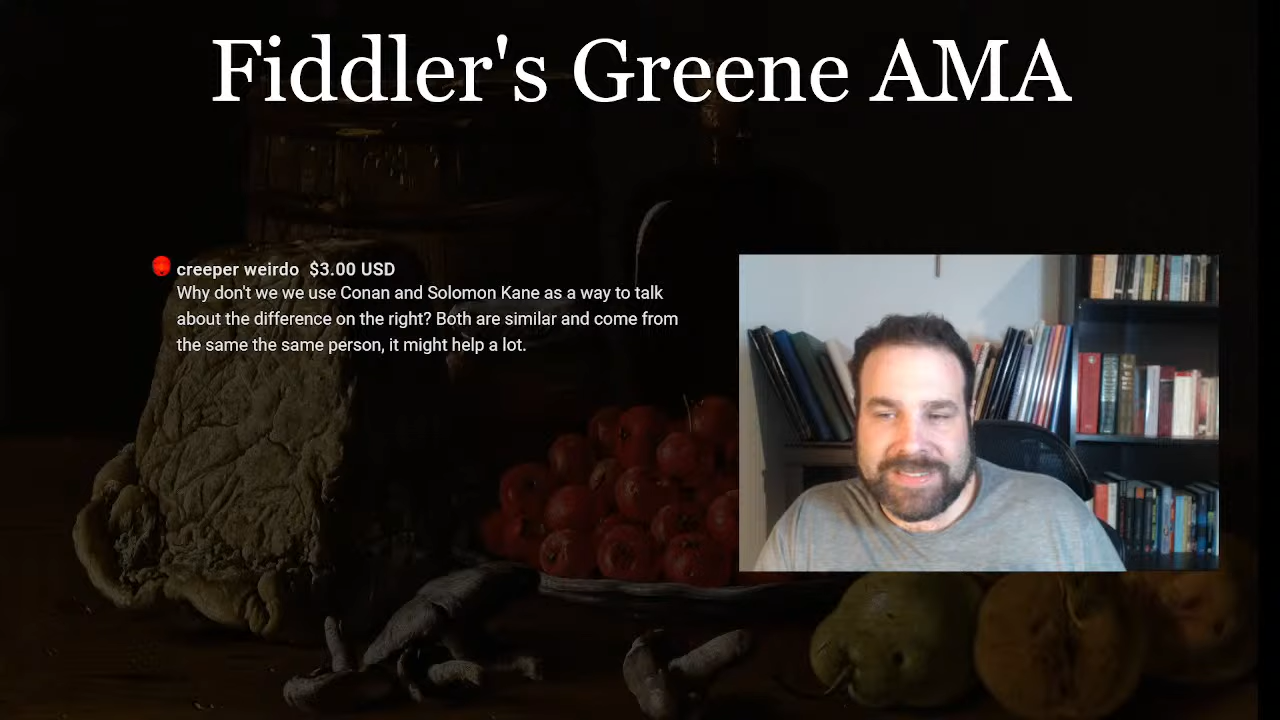 Fiddler's Greene AMA
creeper weirdo $3.00 USD
Why don't we we use Conan and Solomon Kane as a way to talk
about the difference on the right? Both are similar and come from
the same the same person, it might help a lot.